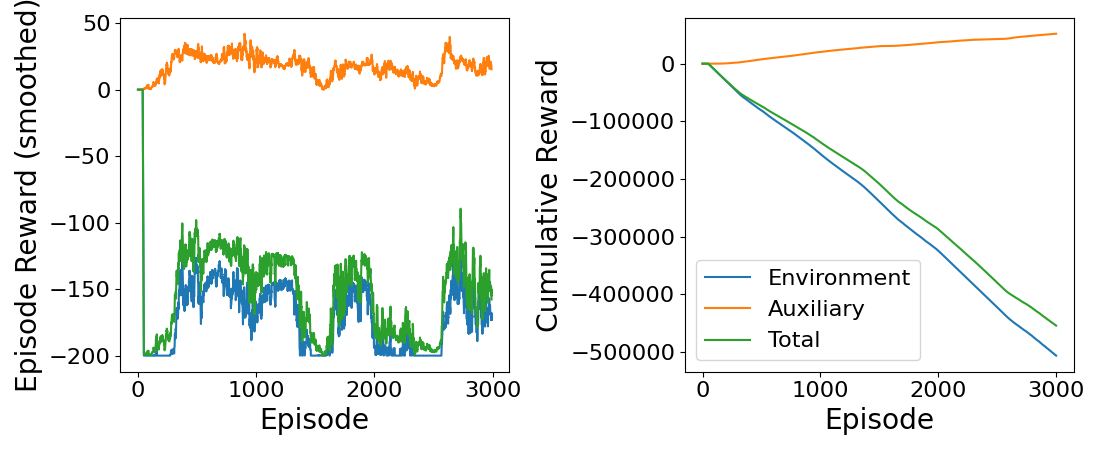 Episode Reward (smoothed)
50
0
−50
−100
−150
−200
0
1000
2000
3000
Episode
Cumulative Reward
0
−100000
−200000
−300000
−400000
−500000
Environment
Auxiliary
Total
0
1000
2000
3000
Episode